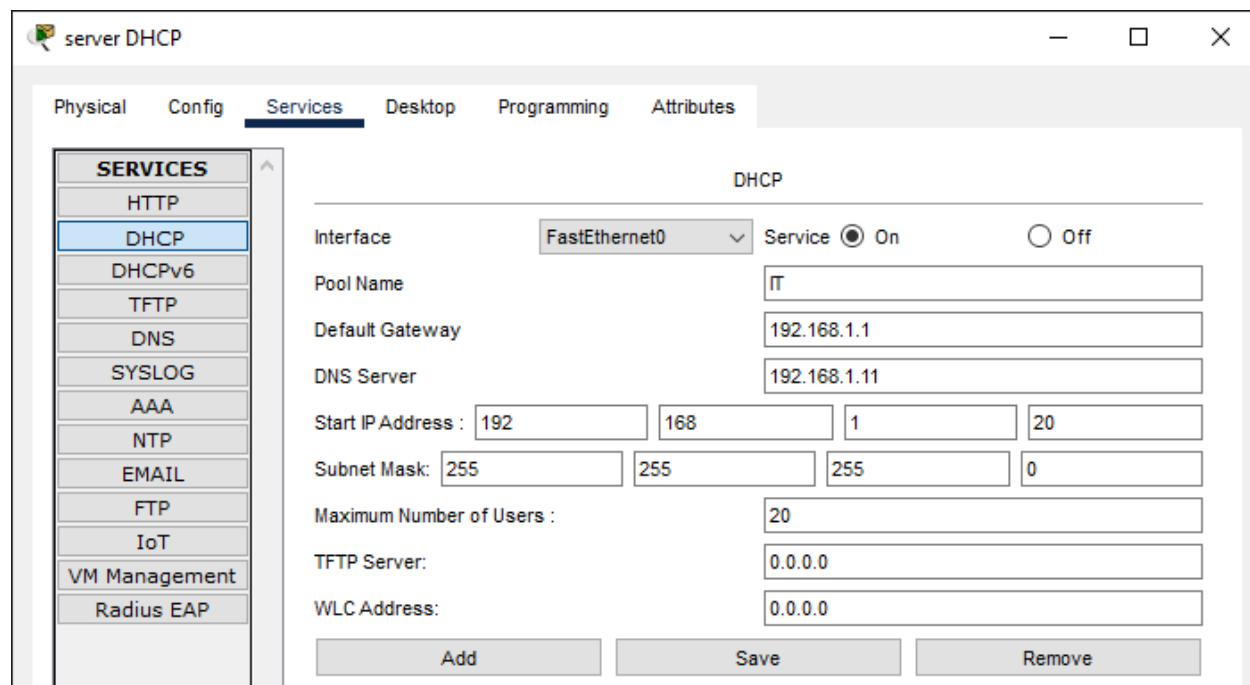 server DHCP
Physical Config Services Desktop Programming Attributes
SERVICES
HTTP
DHCP
DHCPv6
TFTP
DNS
SYSLOG
AAA
NTP
EMAIL
FTP
IoT
VM Management
Radius EAP
DHCP
Interface FastEthernet0 Service On Off
Pool Name IT
Default Gateway 192.168.1.1
DNS Server 192.168.1.11
Start IP Address : 192 168 1 20
Subnet Mask: 255 255 255 0
Maximum Number of Users : 20
TFTP Server: 0.0.0.0
WLC Address: 0.0.0.0
Add Save Remove